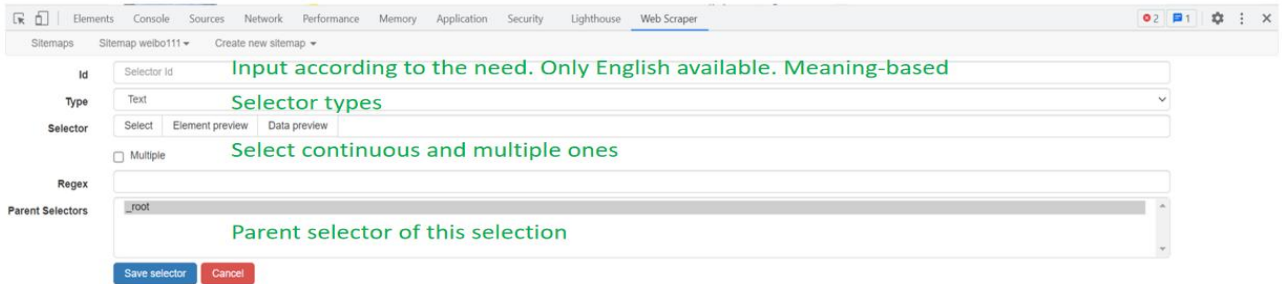 Elements Console Sources Network Performance Memory Application Security Lighthouse Web Scraper 2 1
Sitemaps Sitemap weibo111 Create new sitemap
Id Selector Id Input according to the need. Only English available. Meaning-based
Type Text Selector types
Selector Select Element preview Data preview
Multiple Select continuous and multiple ones
Regex
Parent Selectors _root
Parent selector of this selection
Save selector Cancel